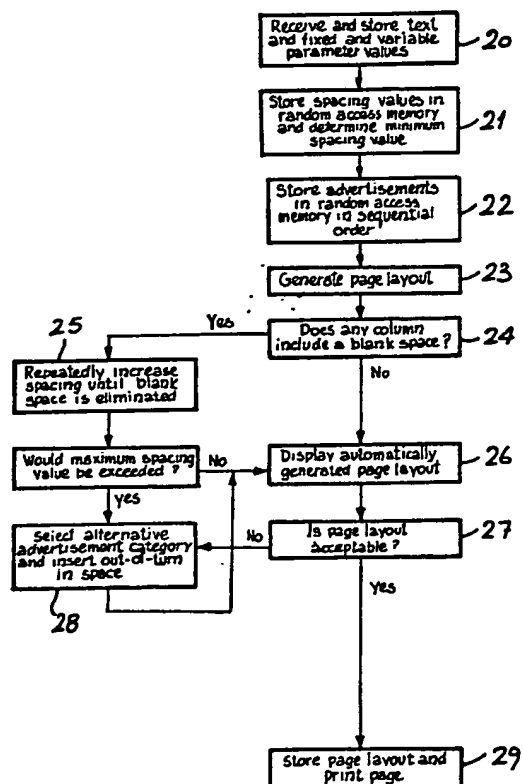 Receive and store text
and fixed and variable
parameter values
20
Store spacing values in
random access memory
and determine minimum
spacing value
21
Store advertisements
in random access
memory in sequential
order
22
Generate page layout
23
Does any column
include a blank space?
24
Yes
No
25
Repeatedly increase
spacing until blank
space is eliminated
Would maximum spacing
value be exceeded?
No
yes
Display automatically
generated page layout
26
Is page layout
acceptable?
27
No
Yes
Select alternative
advertisement category
and insert out-of-turn
in space
28
Store page layout and
print page
29